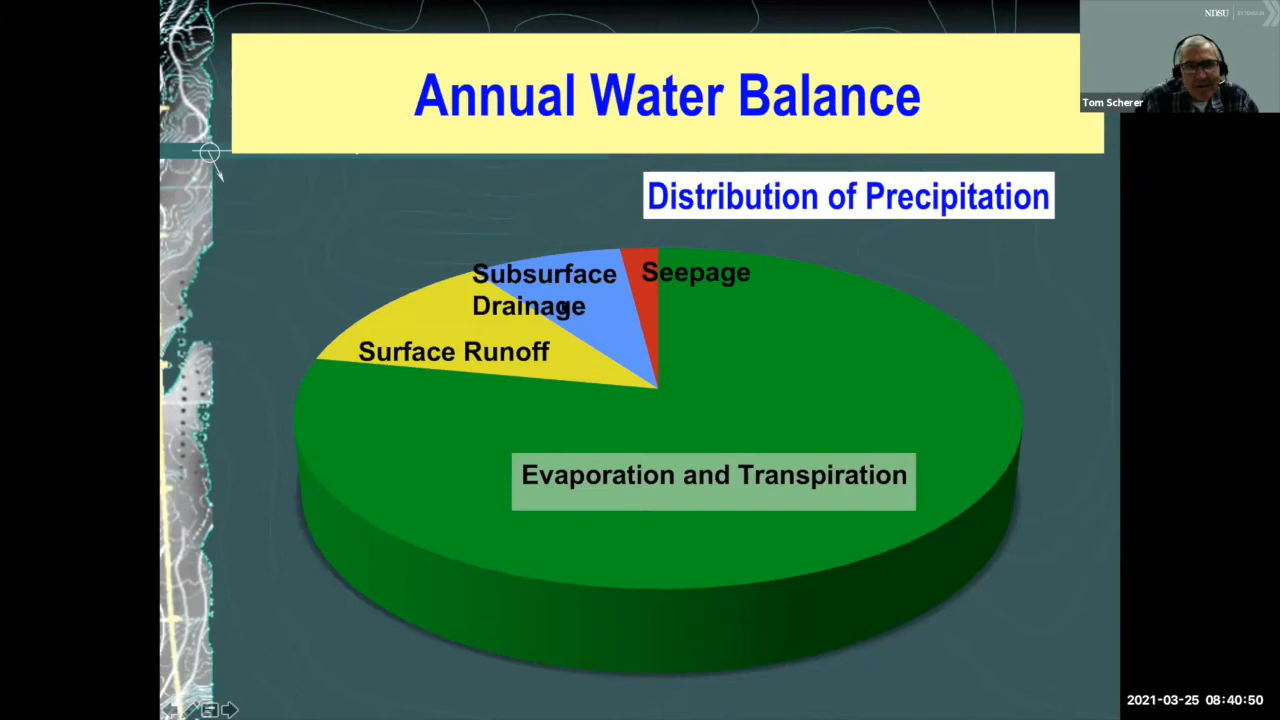 NDSU EXTENSION
Annual Water Balance
Tom Scherer
Distribution of Precipitation
Subsurface
Drainage
Seepage
Surface Runoff
Evaporation and Transpiration
2021-03-25 08:40:50